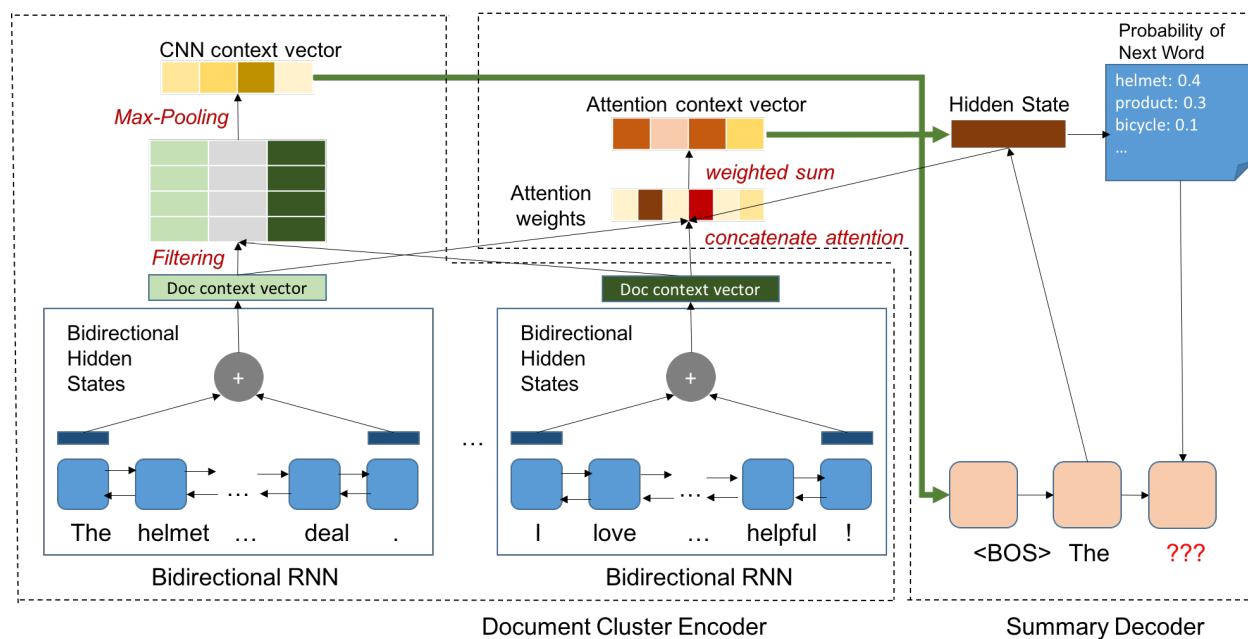 CNN context vector
Max-Pooling
Filtering
Doc context vector
Bidirectional
Hidden
States
+
The helmet ... deal .
Bidirectional RNN
...
Doc context vector
Bidirectional
Hidden
States
+
I love ... helpful !
Bidirectional RNN
Document Cluster Encoder
Attention context vector
weighted sum
Attention
weights
concatenate attention
Hidden State
Probability of
Next Word
helmet: 0.4
product: 0.3
bicycle: 0.1
...
<BOS> The ???
Summary Decoder